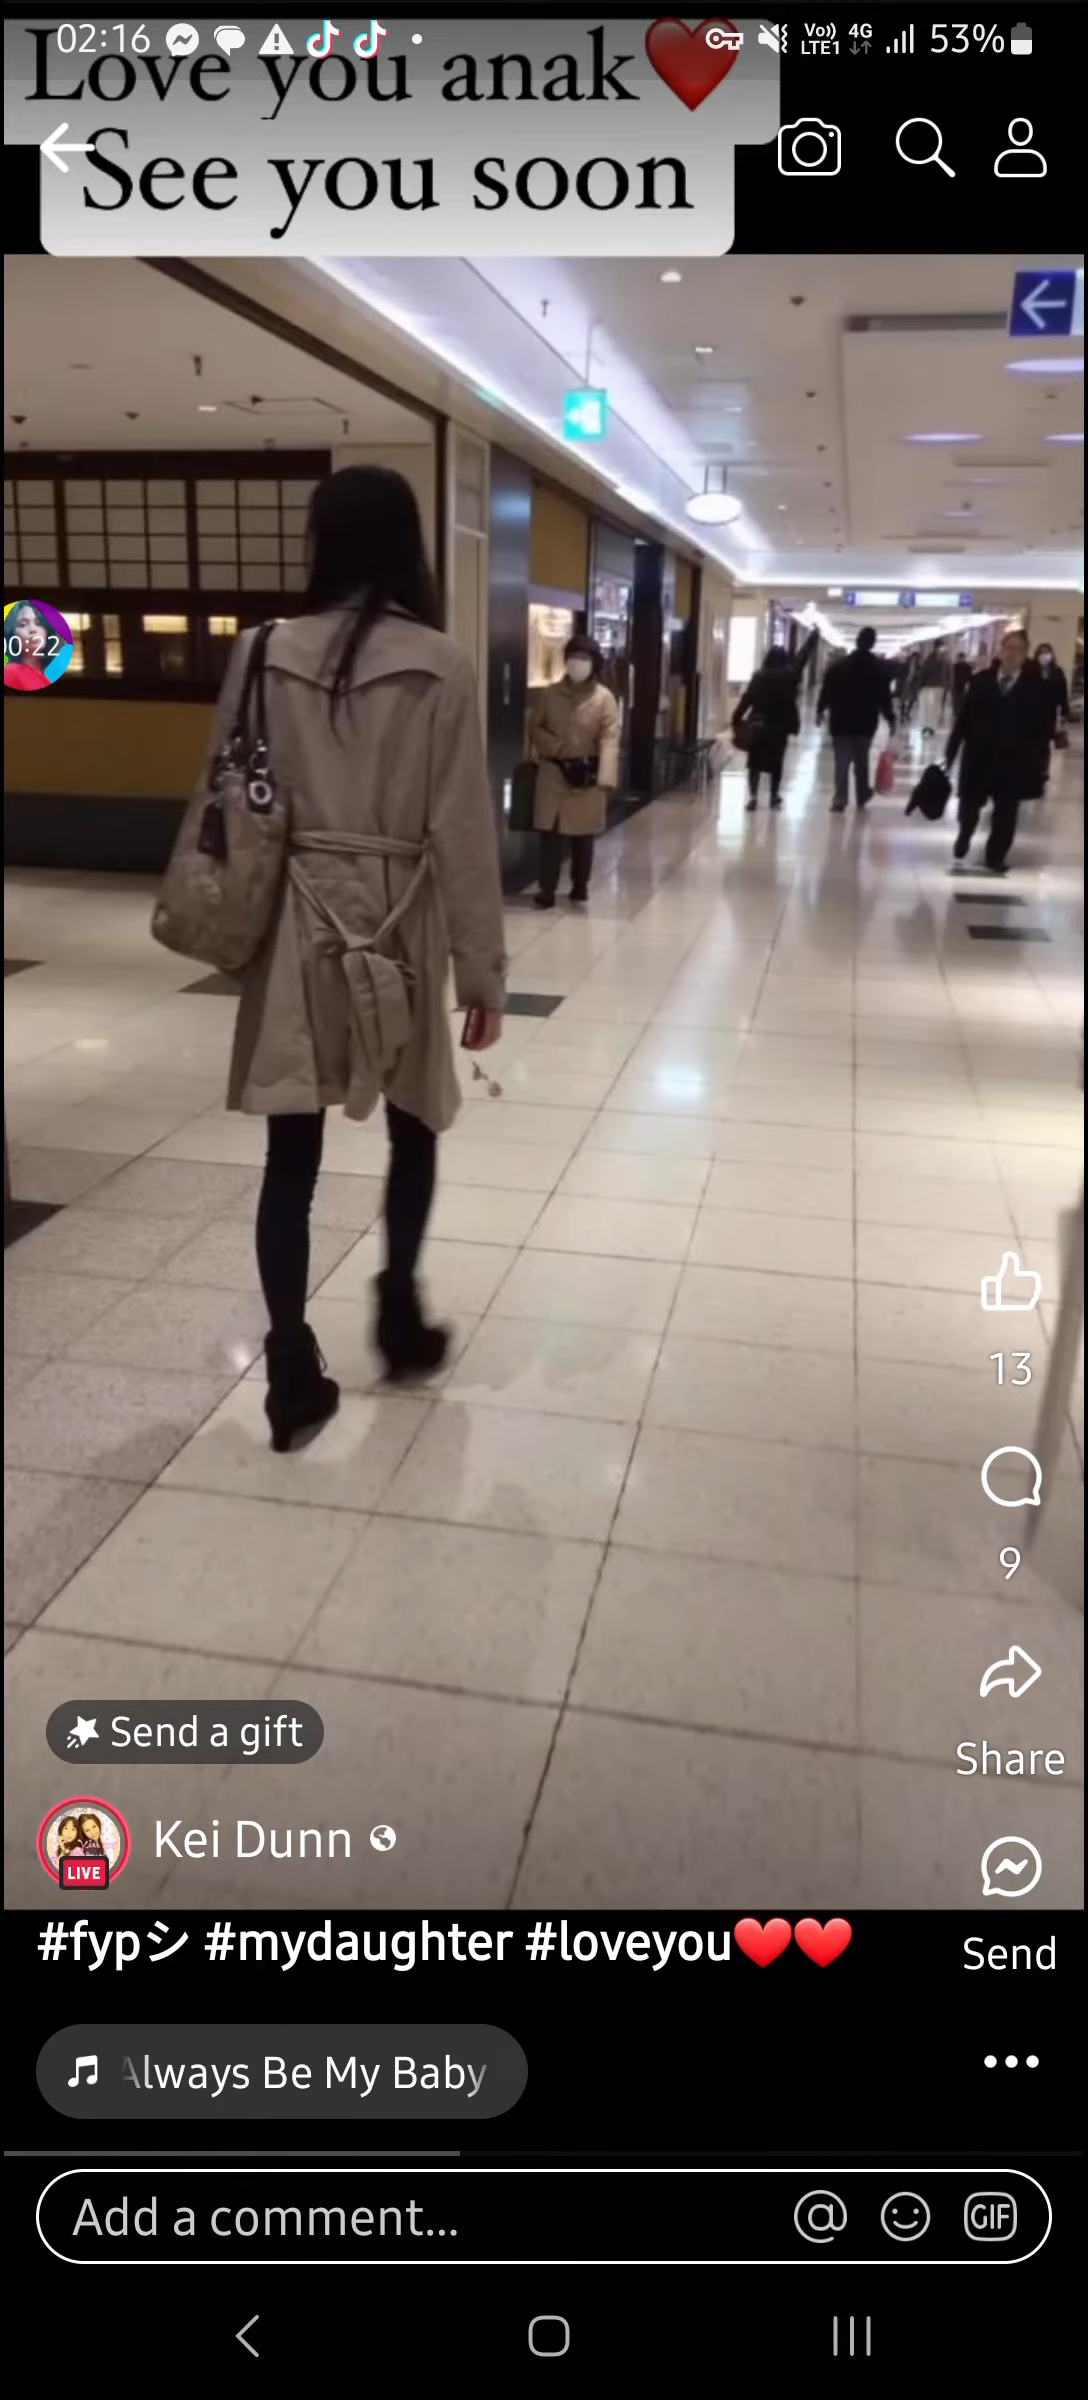 02:16
Vo)) 4G
LTE1
53%
Love you anak❤️
See you soon
00:22
13
9
Share
Send a gift
LIVE
Kei Dunn
#fypシ #mydaughter #loveyou❤️❤️
Send
Always Be My Baby
Add a comment...
GIF